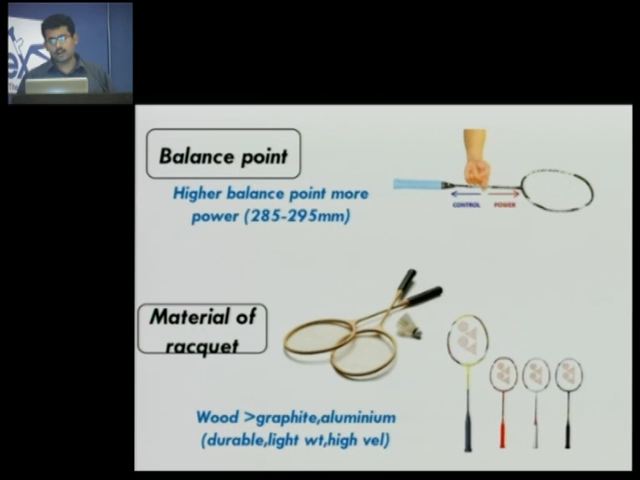 Balance point
Higher balance point more
power (285-295mm)
CONTROL POWER
Material of
racquet
Wood >graphite,aluminium
(durable,light wt,high vel)